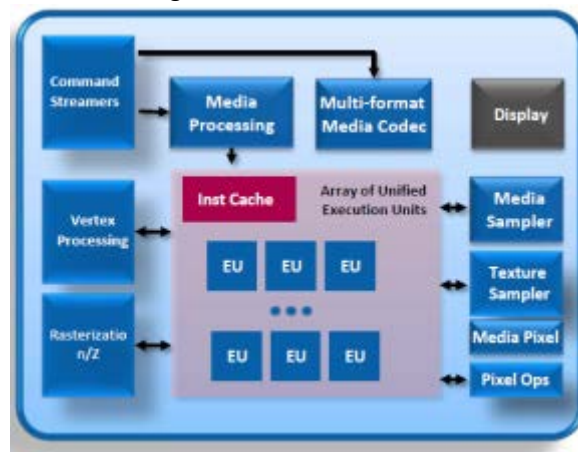 Command
Streamers
Media
Processing
Multi-format
Media Codec
Display
Inst Cache
Array of Unified
Execution Units
Vertex
Processing
Media
Sampler
EU EU EU
Texture
Sampler
Rasterizatio
n/Z
Media Pixel
EU EU EU
Pixel Ops